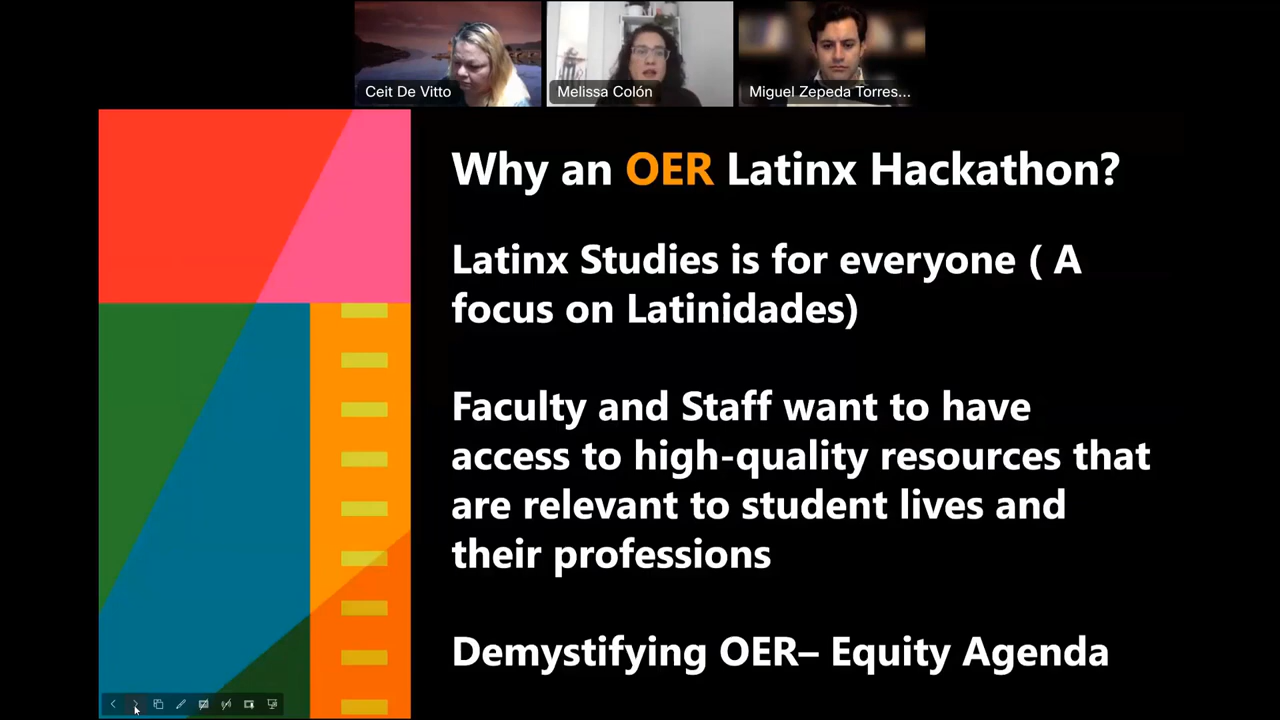 Ceit De Vitto
Melissa Colón
Miguel Zepeda Torres...
Why an OER Latinx Hackathon?
Latinx Studies is for everyone ( A
focus on Latinidades)
Faculty and Staff want to have
access to high-quality resources that
are relevant to student lives and
their professions
Demystifying OER– Equity Agenda